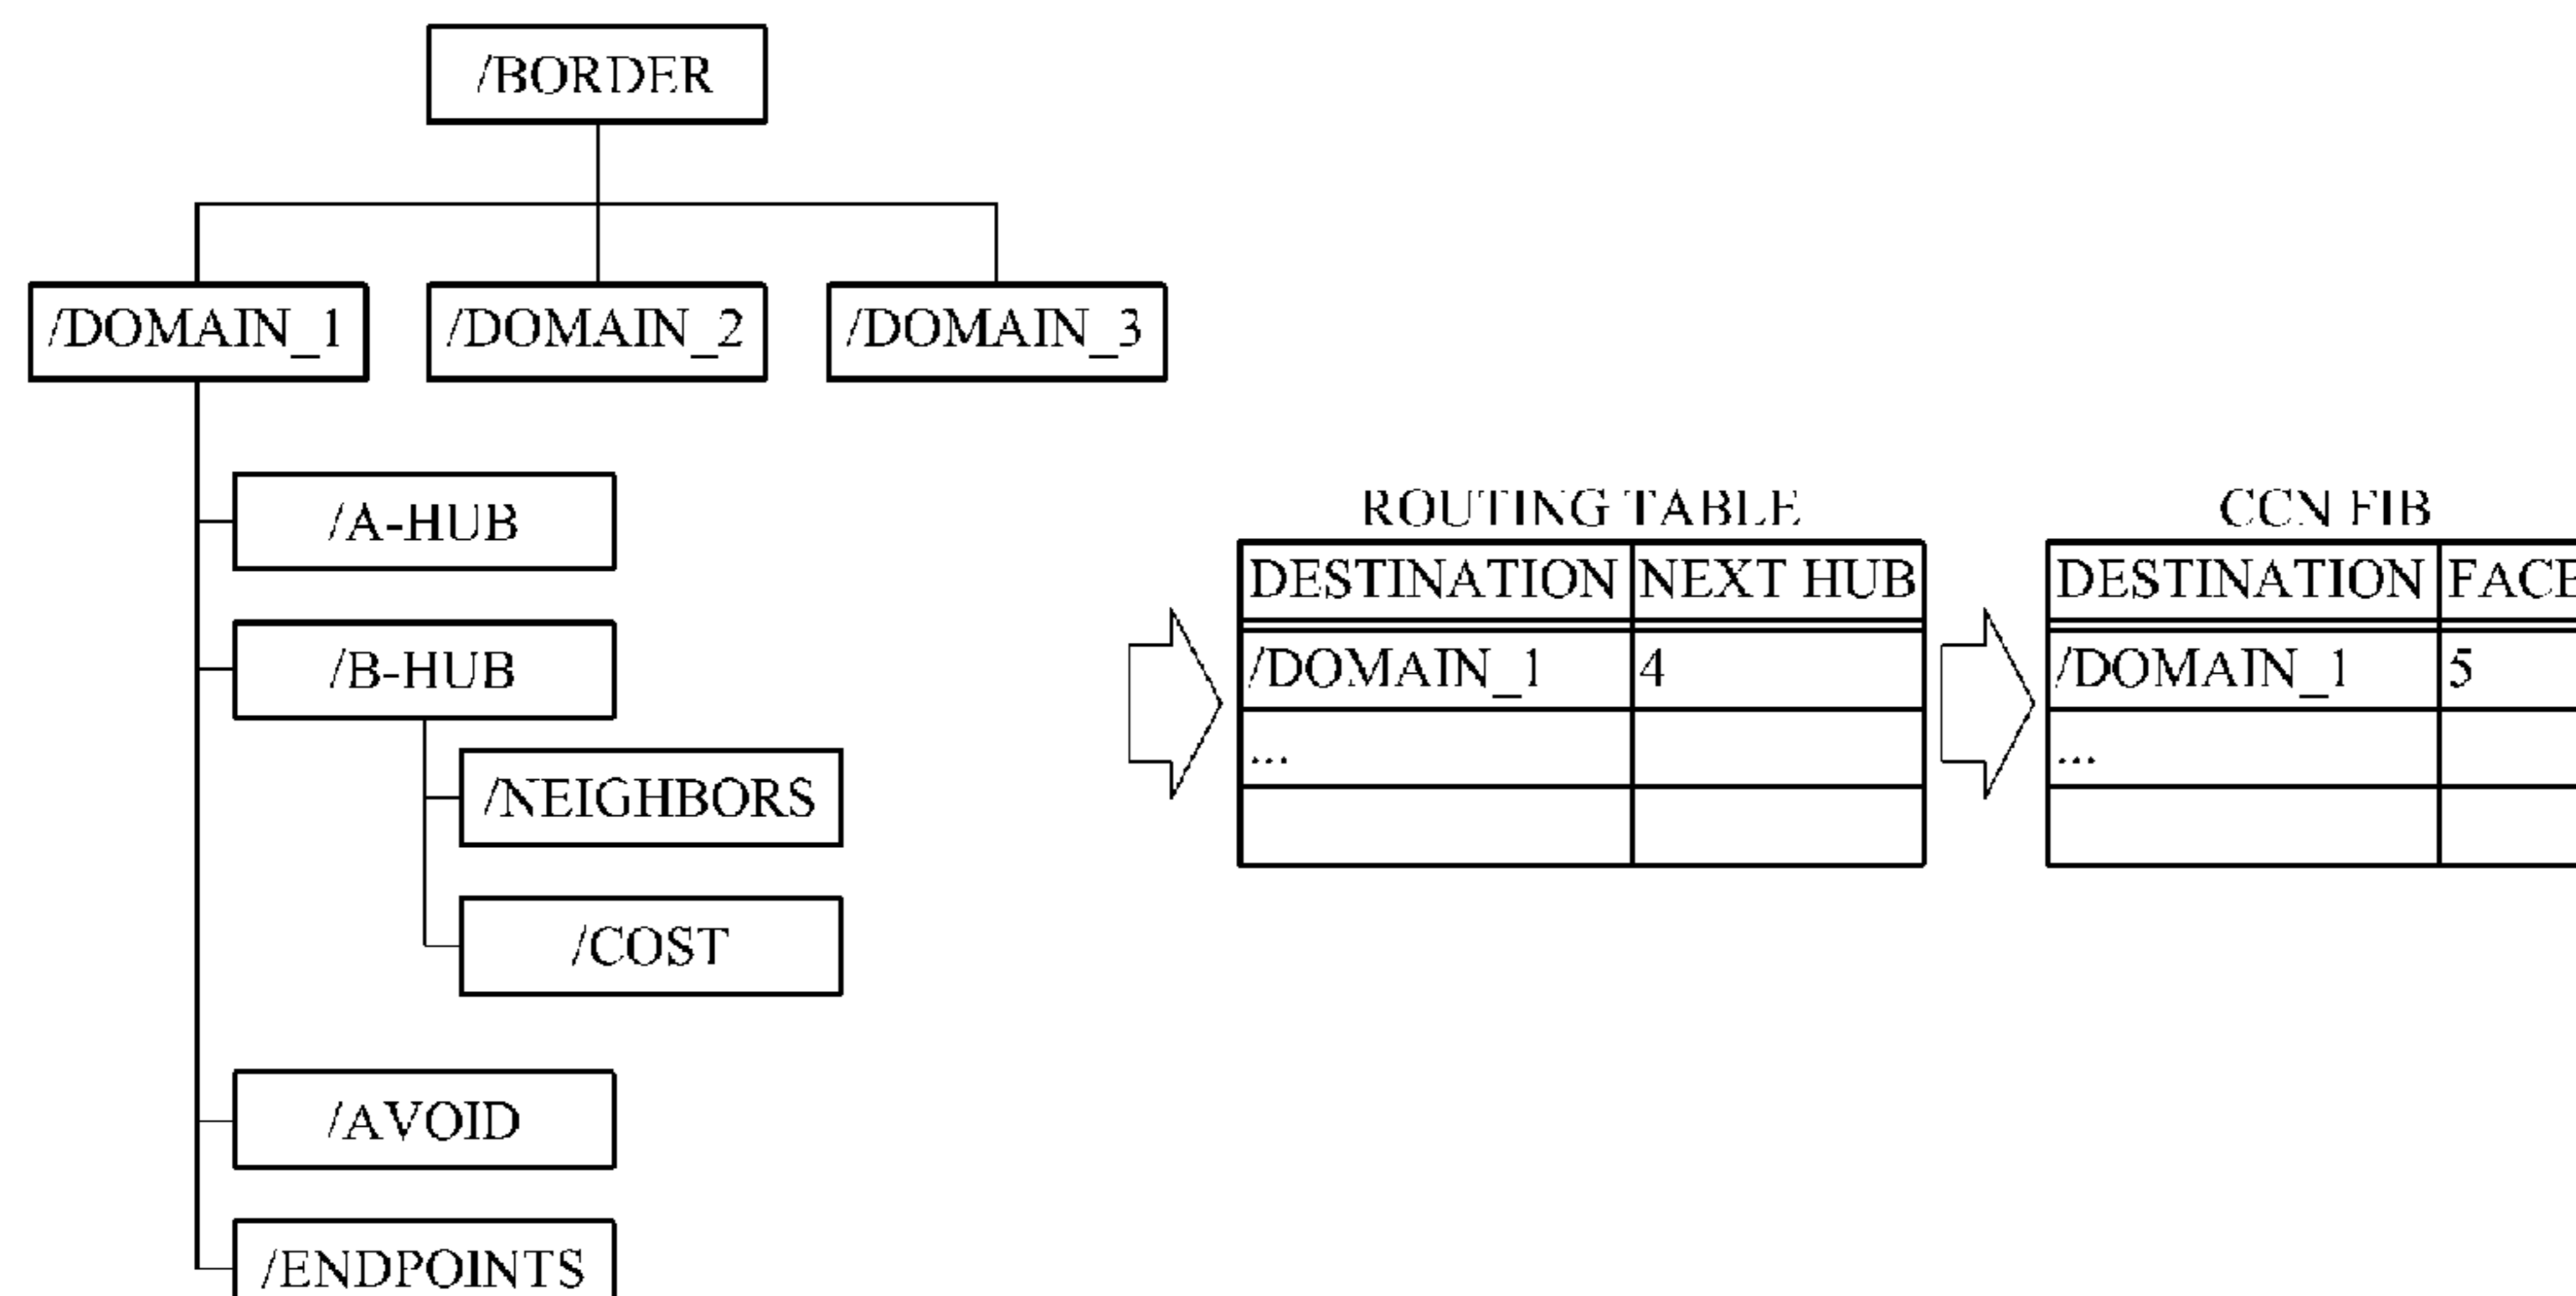 /BORDER
/DOMAIN_1 /DOMAIN_2 /DOMAIN_3
/A-HUB
/B-HUB
/NEIGHBORS
/COST
/AVOID
/ENDPOINTS
ROUTING TABLE
DESTINATION NEXT HUB
/DOMAIN_1 4
...
CCN FIB
DESTINATION FACE
/DOMAIN_1 5
...